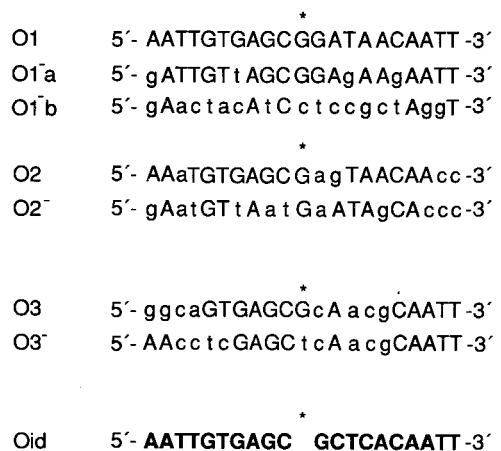 *
O1 5´- AATTGTGAGCGGATAACAATT -3´
O1⁻a 5´- gATTGTtAGCGGAgAAgAATT -3´
O1⁻b 5´- gAactacAtCctccgctAggT -3´
*
O2 5´- AAaTGTGAGCGagTAACAAcc -3´
O2⁻ 5´- gAatGTtAatGaATAgCAccc -3´
*
O3 5´- ggcaGTGAGCGcAacgCAATT -3´
O3⁻ 5´- AAcctcGAGCtcAacgCAATT -3´
*
Oid 5´- AATTGTGAGC GCTCACAATT -3´